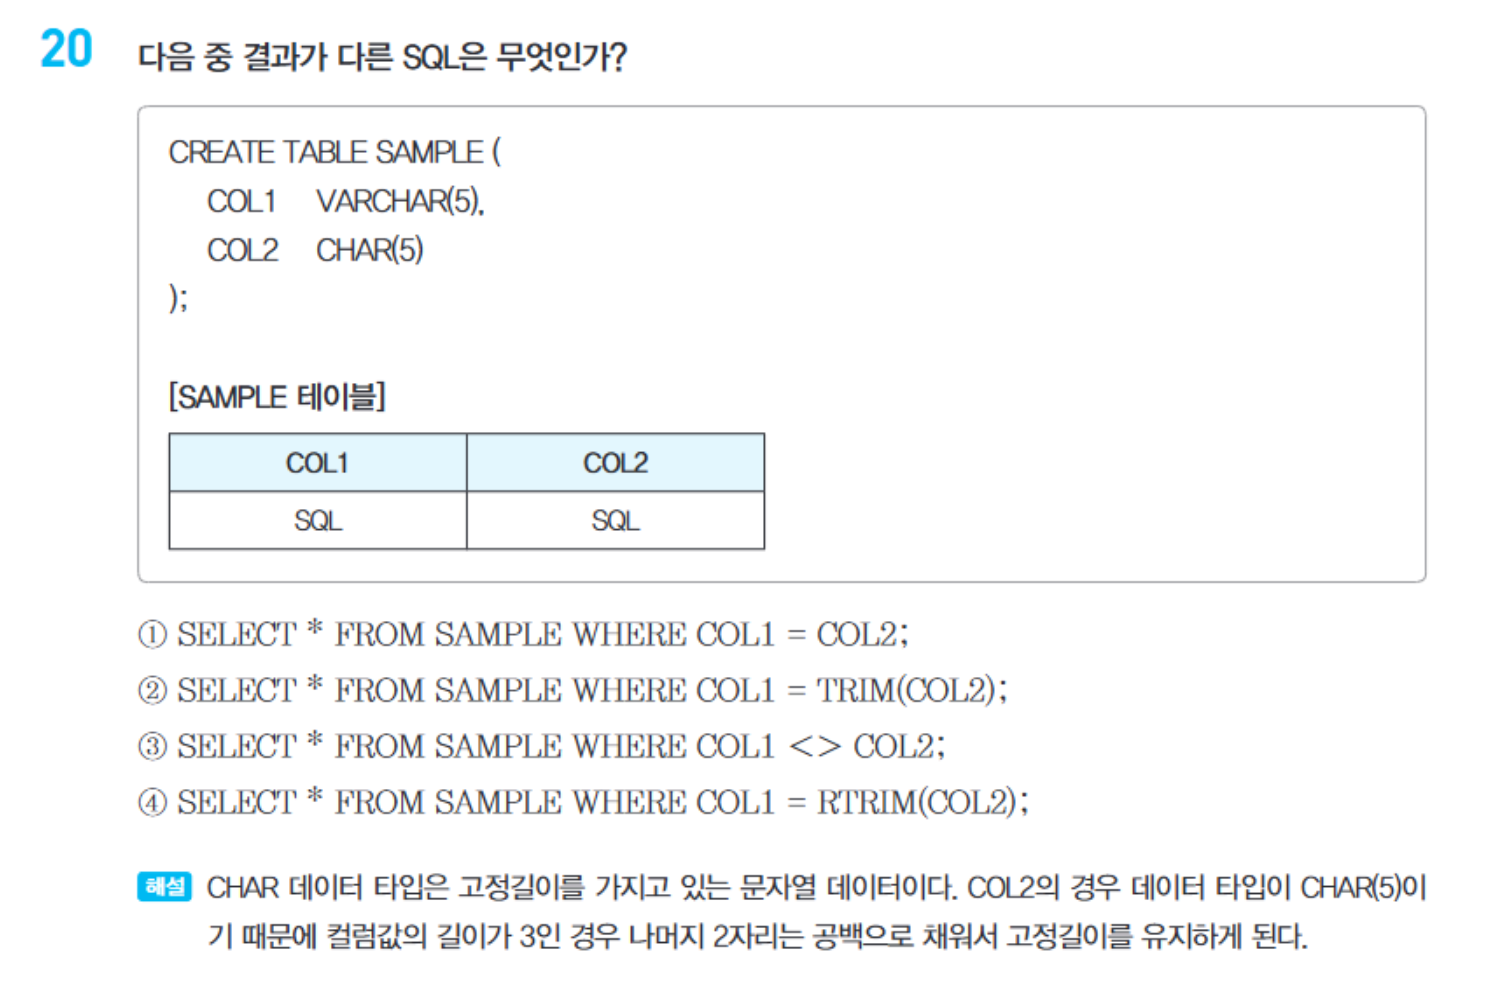 20 다음 중 결과가 다른 SQL은 무엇인가?
CREATE TABLE SAMPLE (
COL1 VARCHAR(5),
COL2 CHAR(5)
);
[SAMPLE 테이블]
COL1 COL2
SQL SQL
① SELECT * FROM SAMPLE WHERE COL1 = COL2;
② SELECT * FROM SAMPLE WHERE COL1 = TRIM(COL2);
③ SELECT * FROM SAMPLE WHERE COL1 <> COL2;
④ SELECT * FROM SAMPLE WHERE COL1 = RTRIM(COL2);
해설 CHAR 데이터 타입은 고정길이를 가지고 있는 문자열 데이터이다. COL2의 경우 데이터 타입이 CHAR(5)이
기 때문에 컬럼값의 길이가 3인 경우 나머지 2자리는 공백으로 채워서 고정길이를 유지하게 된다.